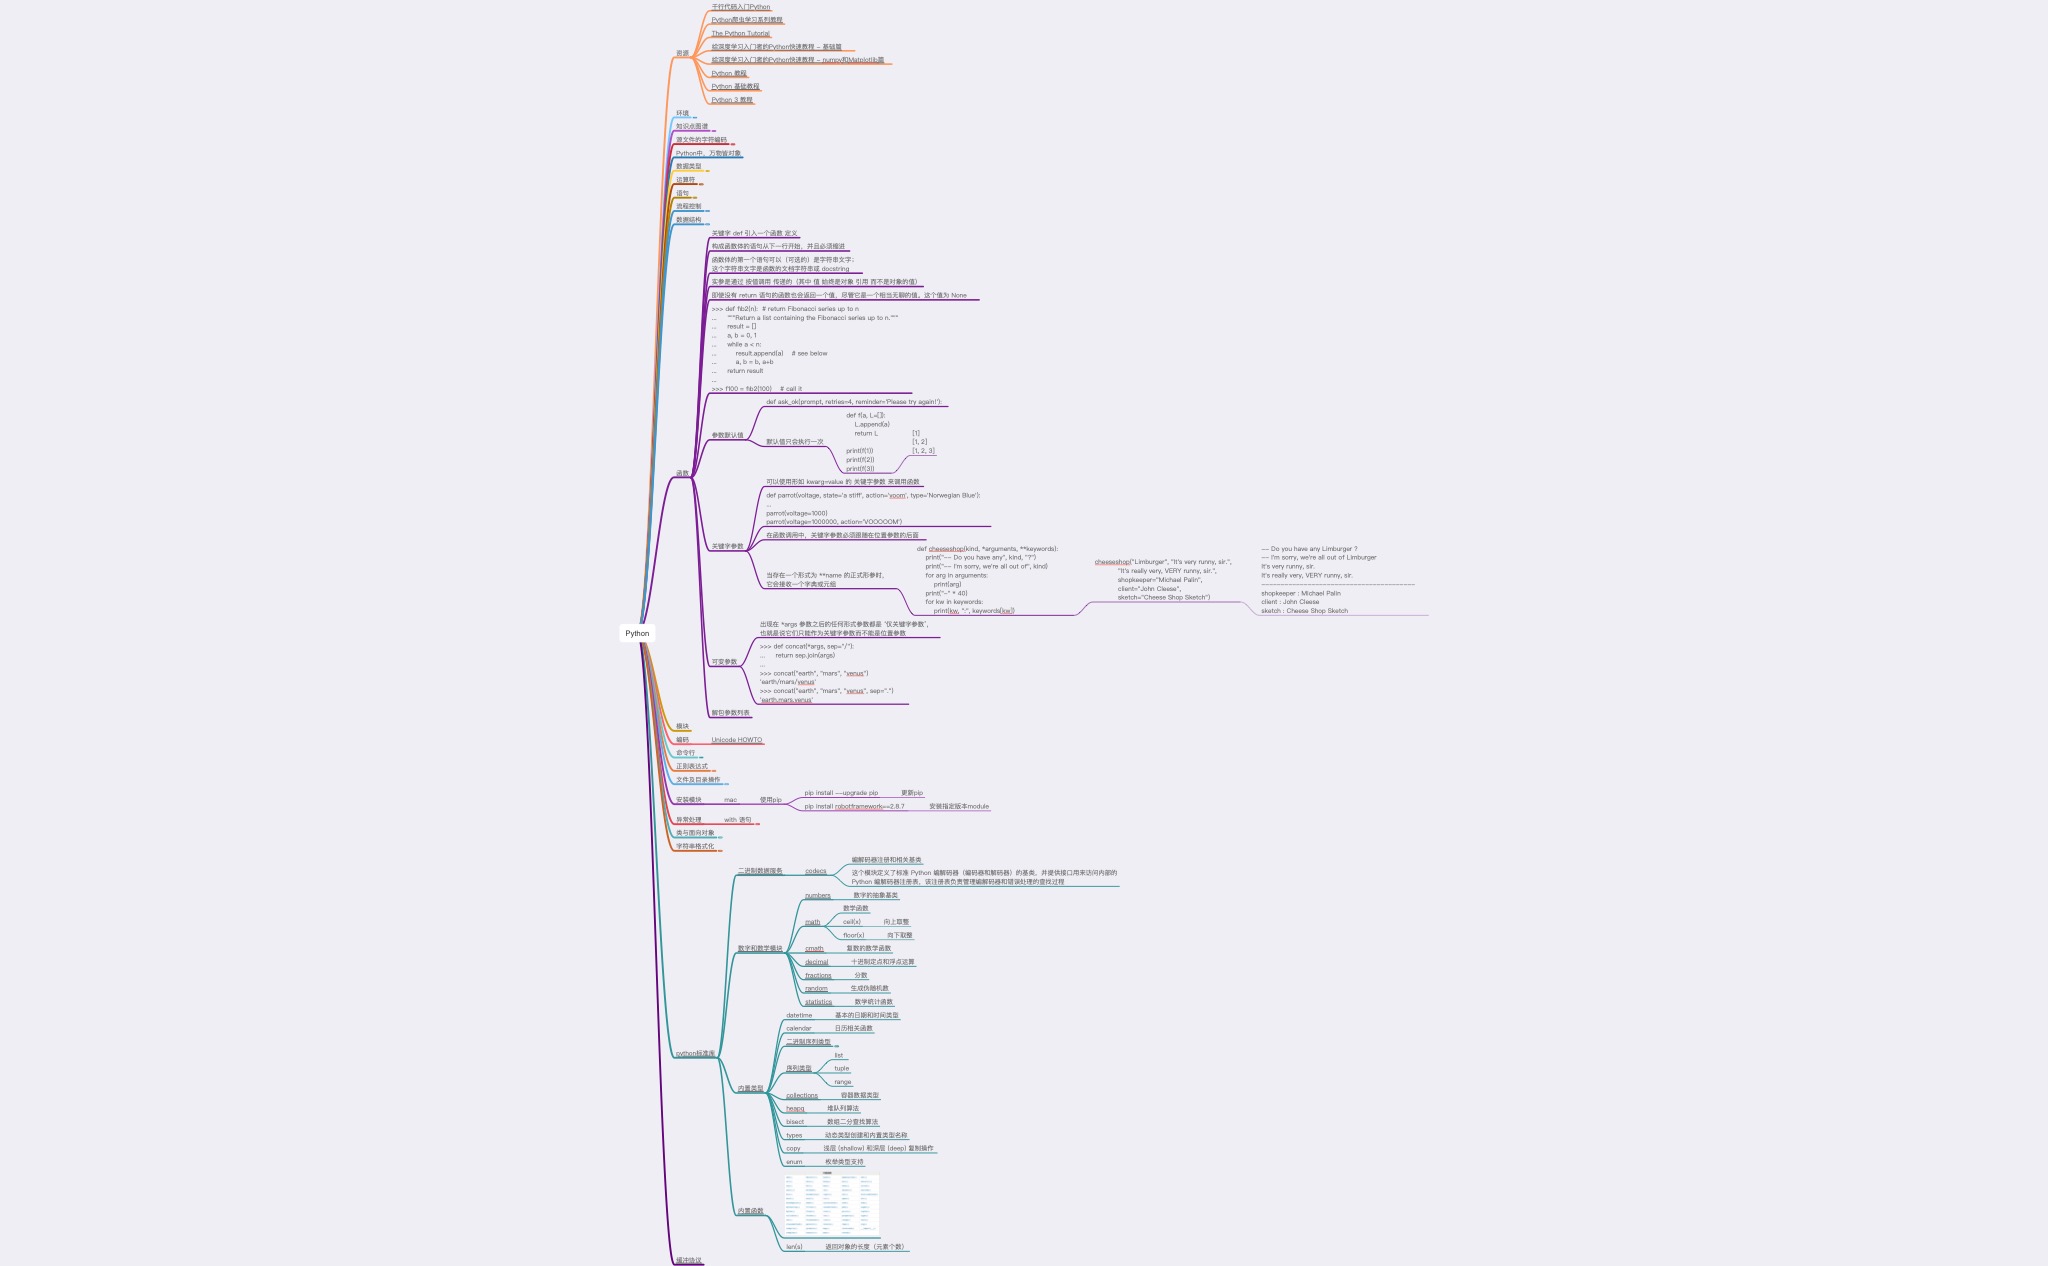 千行代码入门Python
Python爬虫学习系列教程
The Python Tutorial
给深度学习入门者的Python快速教程 - 基础篇
给深度学习入门者的Python快速教程 - numpy和Matplotlib篇
Python 教程
Python 基础教程
Python 3 教程
资源
环境
知识点图谱
源文件的字符编码
Python中，万物皆对象
数据类型
运算符
语句
流程控制
数据结构
函数
关键字 def 引入一个函数 定义
构成函数体的语句从下一行开始，并且必须缩进
函数体的第一个语句可以（可选的）是字符串文字；
这个字符串文字是函数的文档字符串或 docstring
实参是通过 按值调用 传递的（其中 值 始终是对象 引用 而不是对象的值）
即使没有 return 语句的函数也会返回一个值，尽管它是一个相当无聊的值。这个值为 None
>>> def fib2(n):  # return Fibonacci series up to n
...     """Return a list containing the Fibonacci series up to n."""
...     result = []
...     a, b = 0, 1
...     while a < n:
...         result.append(a)    # see below
...         a, b = b, a+b
...     return result
...
>>> f100 = fib2(100)    # call it
参数默认值
def ask_ok(prompt, retries=4, reminder='Please try again!'):
默认值只会执行一次
def f(a, L=[]):
    L.append(a)
    return L
print(f(1))
print(f(2))
print(f(3))
[1]
[1, 2]
[1, 2, 3]
关键字参数
可以使用形如 kwarg=value 的 关键字参数 来调用函数
def parrot(voltage, state='a stiff', action='voom', type='Norwegian Blue'):
...
parrot(voltage=1000)
parrot(voltage=1000000, action='VOOOOOM')
在函数调用中，关键字参数必须跟随在位置参数的后面
当存在一个形式为 **name 的正式形参时，
它会接收一个字典或元组
def cheeseshop(kind, *arguments, **keywords):
    print("-- Do you have any", kind, "?")
    print("-- I'm sorry, we're all out of", kind)
    for arg in arguments:
        print(arg)
    print("-" * 40)
    for kw in keywords:
        print(kw, ":", keywords[kw])
cheeseshop("Limburger", "It's very runny, sir.",
           "It's really very, VERY runny, sir.",
           shopkeeper="Michael Palin",
           client="John Cleese",
           sketch="Cheese Shop Sketch")
-- Do you have any Limburger ?
-- I'm sorry, we're all out of Limburger
It's very runny, sir.
It's really very, VERY runny, sir.
----------------------------------------
shopkeeper : Michael Palin
client : John Cleese
sketch : Cheese Shop Sketch
可变参数
出现在 *args 参数之后的任何形式参数都是 ‘仅关键字参数’，
也就是说它们只能作为关键字参数而不能是位置参数
>>> def concat(*args, sep="/"):
...     return sep.join(args)
...
>>> concat("earth", "mars", "venus")
'earth/mars/venus'
>>> concat("earth", "mars", "venus", sep=".")
'earth.mars.venus'
解包参数列表
Python
模块
编码
Unicode HOWTO
命令行
正则表达式
文件及目录操作
安装模块
mac
使用pip
pip install --upgrade pip
更新pip
pip install robotframework==2.8.7
安装指定版本module
异常处理
with 语句
类与面向对象
字符串格式化
python标准库
二进制数据服务
codecs
编解码器注册和相关基类
这个模块定义了标准 Python 编解码器（编码器和解码器）的基类，并提供接口用来访问内部的
Python 编解码器注册表，该注册表负责管理编解码器和错误处理的查找过程
数字和数学模块
numbers
数字的抽象基类
math
数学函数
ceil(x)
向上取整
floor(x)
向下取整
cmath
复数的数学函数
decimal
十进制定点和浮点运算
fractions
分数
random
生成伪随机数
statistics
数学统计函数
内置类型
datetime
基本的日期和时间类型
calendar
日历相关函数
二进制序列类型
序列类型
list
tuple
range
collections
容器数据类型
heapq
堆队列算法
bisect
数组二分查找算法
types
动态类型创建和内置类型名称
copy
浅层 (shallow) 和深层 (deep) 复制操作
enum
枚举类型支持
内置函数
len(s)
返回对象的长度（元素个数）
缓冲协议